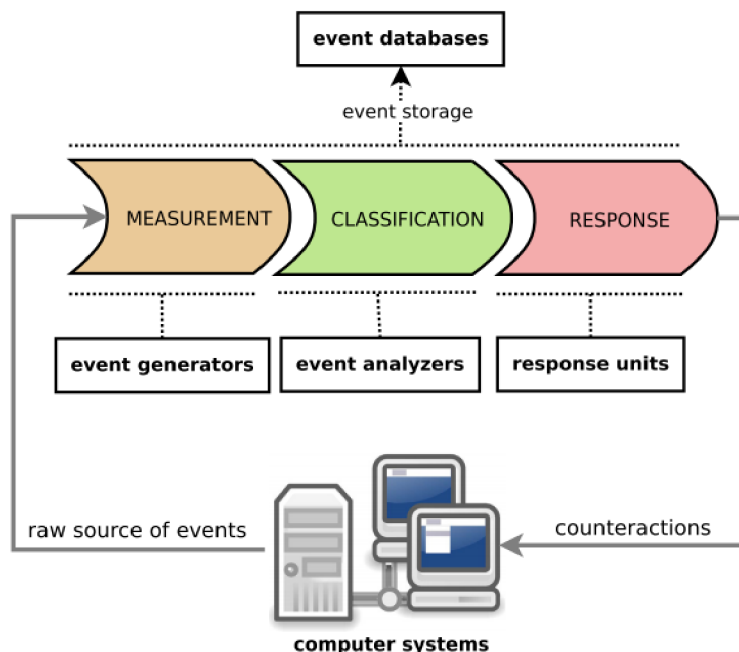 event databases
event storage
MEASUREMENT
CLASSIFICATION
RESPONSE
event generators
event analyzers
response units
raw source of events
counteractions
computer systems